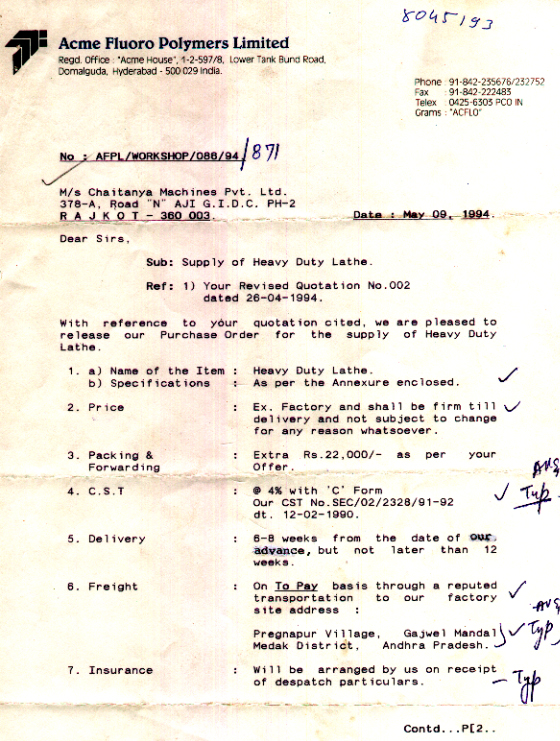 8045193
Acme Fluoro Polymers Limited
Regd. Office : "Acme House", 1-2-597/8, Lower Tank Bund Road,
Domalguda, Hyderabad - 500 029 India.
Phone : 91-842-235676/232752
Fax : 91-842-222483
Telex : 0425-6303 PCO IN
Grams : "ACFLO"
No : AFPL/WORKSHOP/086/94/871
M/s Chaitanya Machines Pvt. Ltd.
378-A, Road "N" AJI G.I.D.C. PH-2
R A J K O T - 360 003.
Date : May 09, 1994.
Dear Sirs,
Sub: Supply of Heavy Duty Lathe.
Ref: 1) Your Revised Quotation No.002
dated 26-04-1994.
With reference to your quotation cited, we are pleased to
release our Purchase Order for the supply of Heavy Duty
Lathe.
1. a) Name of the Item : Heavy Duty Lathe.
b) Specifications : As per the Annexure enclosed.
2. Price : Ex. Factory and shall be firm till
delivery and not subject to change
for any reason whatsoever.
3. Packing & : Extra Rs.22,000/- as per your
Forwarding Offer.
4. C.S.T : @ 4% with 'C' Form Typ
Our CST No.SEC/02/2328/91-92
dt. 12-02-1990.
5. Delivery : 6-8 weeks from the date of our
advance, but not later than 12
weeks.
6. Freight : On To Pay basis through a reputed
transportation to our factory
site address :
Pregnapur Village, Gajwel Mandal Typ
Medak District, Andhra Pradesh.
7. Insurance : Will be arranged by us on receipt
of despatch particulars. - Typ
Contd...P[2..